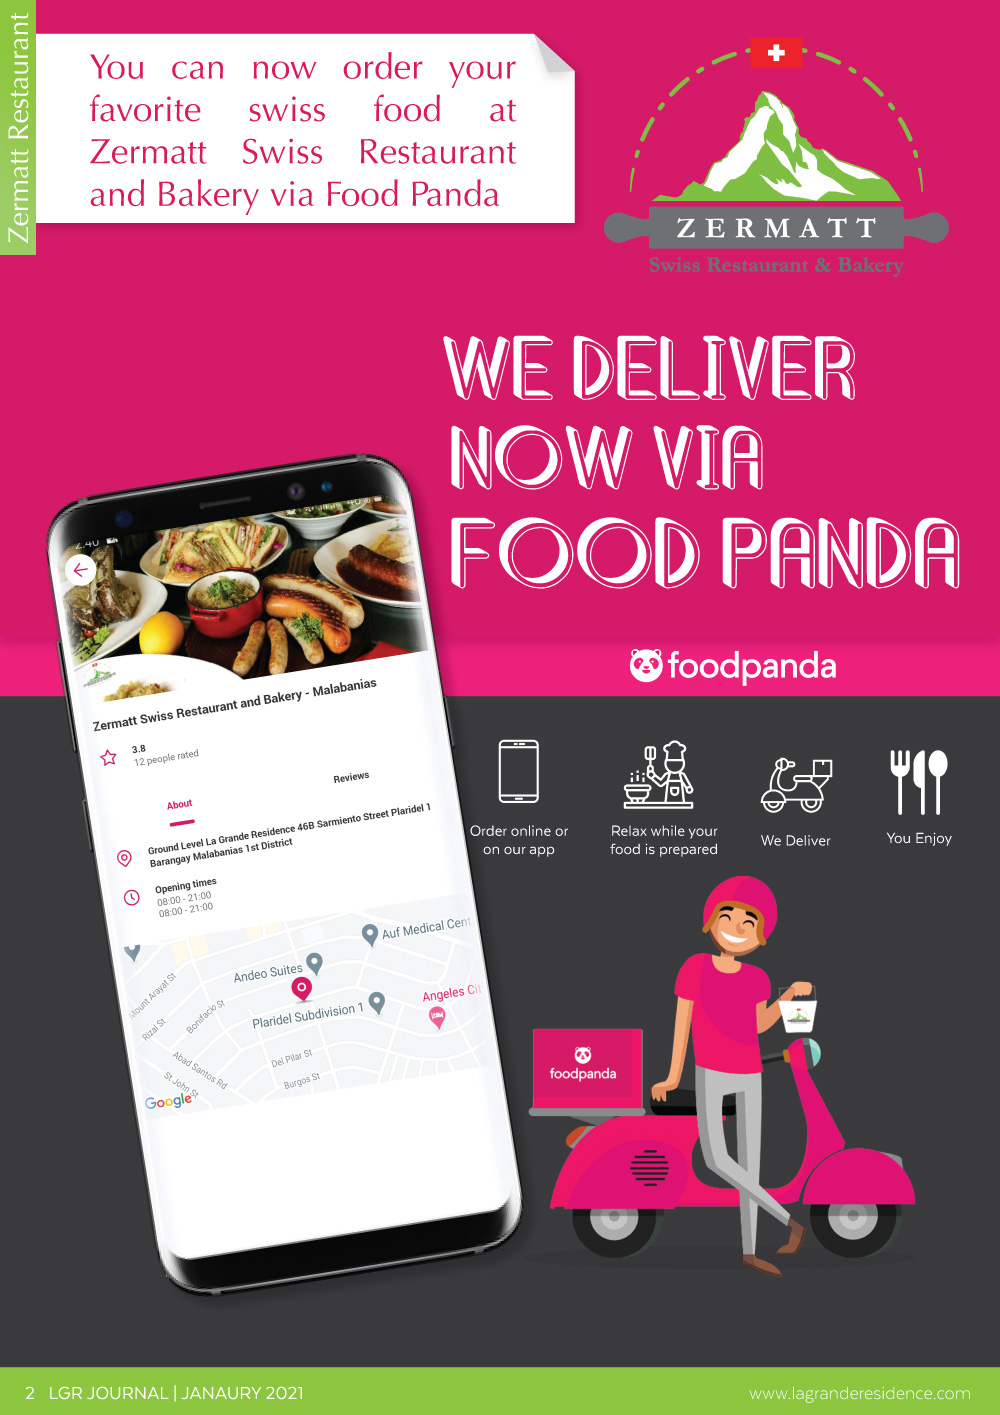 Zermatt Restaurant
You can now order your
favorite swiss food at
Zermatt Swiss Restaurant
and Bakery via Food Panda
ZERMATT
Swiss Restaurant & Bakery
WE DELIVER
NOW VIA
FOOD PANDA
foodpanda
2:40
Zermatt Swiss Restaurant and Bakery - Malabanias
3.8
12 people rated
About
Reviews
Ground Level La Grande Residence 46B Sarmiento Street Plaridel 1
Barangay Malabanias 1st District
Opening times
08:00 - 21:00
08:00 - 21:00
Auf Medical Cent
Andeo Suites
Angeles Cit
Plaridel Subdivision 1
Mount Arayat St
Rizal St
Bonifacio St
Abad Santos Rd
Del Pilar St
St John St
Burgos St
Google
Order online or
on our app
Relax while your
food is prepared
We Deliver
You Enjoy
foodpanda
2 LGR JOURNAL | JANAURY 2021
www.lagranderesidence.com